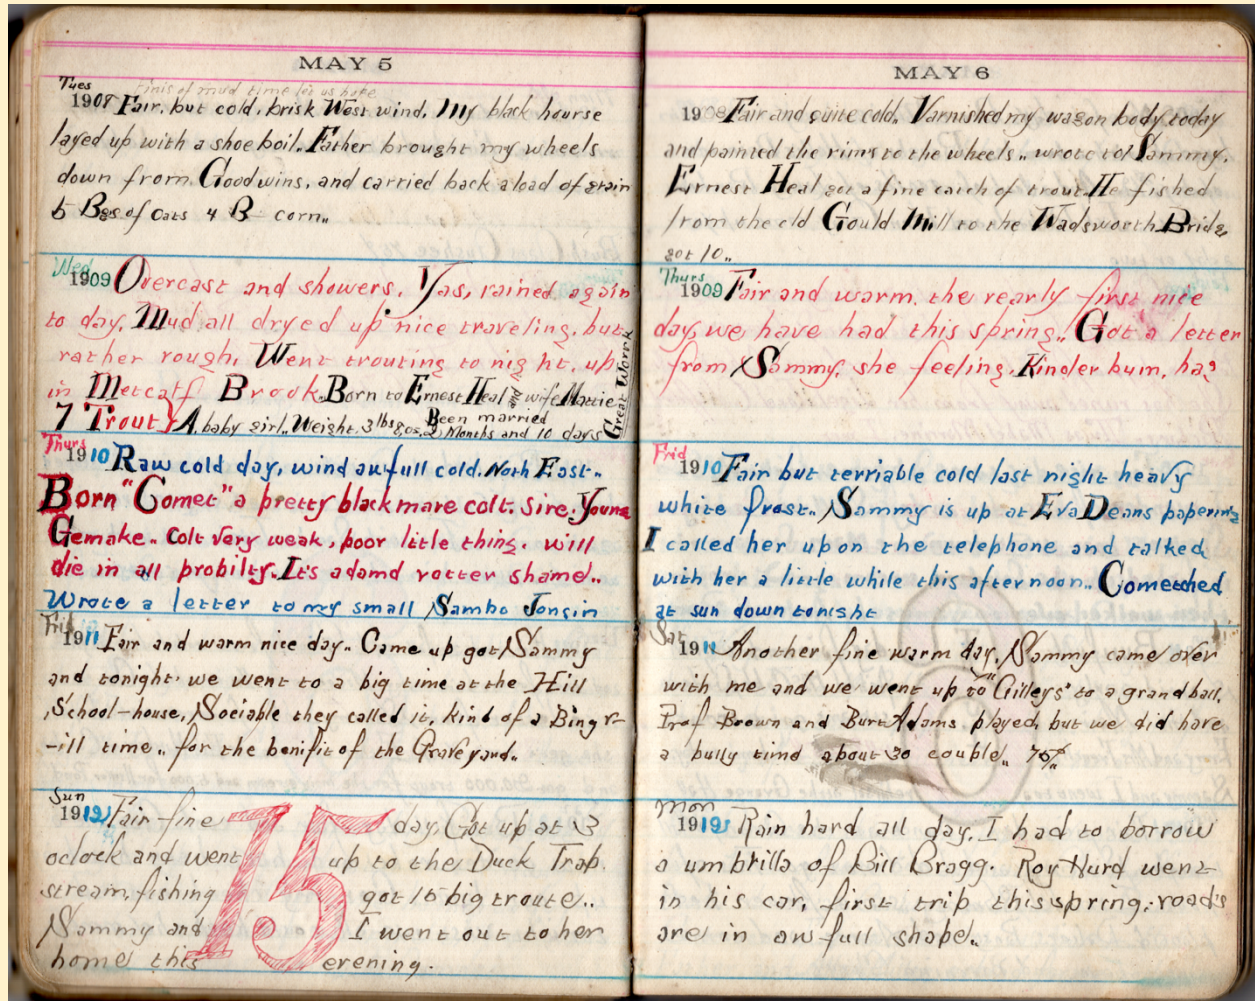 MAY 5
Tues
Finis of mud time let us hope
1908 Fair, but cold, brisk West wind, My black hourse
layed up with a shoe boil. Father brought my wheels
down from Goodwins, and carried back a load of grain
5 Bgs of oats 4 B- corn..
Wed
1909 Overcast and showers. Yas, rained again
to day. Mud all dryed up nice traveling, but
rather rough. Went trouting to night, up
in Metcalf Brook. Born to Ernest Heal plus wife Mattie
7 Trout} A, baby girl.. Weight. 3 lbs 8, oz. Been married
2, Months and 10 days
Great Worrk
Thurs
1910 Raw cold day, wind awfull cold. North East..
Born "Comet" a pretty black mare colt. Sire. Young
Gemake.. Colt very weak, poor little thing. will
die in all probilty. It's a damd rotter shame..
Wrote a letter to my small Sambo Jonsin
Frid
1911 Fair and warm nice day.. Came up got Sammy
and tonight we went to a big time at the Hill
School-house, Sociable they called it, kind of a Bing v-
-ill time.. for the benifit of the Graveyard..
Sun
1912 Fair fine day, Got up at 3
oclock and went up to the Duck Trap.
stream, fishing got 15 big troute..
Sammy and I went out to her
home this evening.
15
MAY 6
1908 Fair and quite cold, Varnished my wagon body today
and painted the rims to the wheels.. wrote to Sammy.
Ernest Heal got a fine catch of trout. He fished
from the old Gould Mill to the Wadsworth Bridg,
got 10..
Thurs
1909 Fair and warm. the rearly first nice
day, we have had this spring.. Got a letter
from Sammy, she feeling. Kinder bum, ha?
Frid
1910 Fair but terriable cold last night heavy
white frost.. Sammy is up at Eva Deans papering
I called her up on the telephone and talked
with her a little while this afternoon.. Comet died
at sun down tonight
Sat
1911 Another fine warm day, Sammy came over
with me and we went up to "Gilleys" to a grand ball.
Prof Brown and Burt Adams played, but we did have
a bully time about 30 couble.. 75¢.
Mon
1912 Rain hard all day, I had to borrow
a umbrilla of Bill Bragg. Roy Hurd went
in his car, first trip this spring; roads
are in awfull shape..